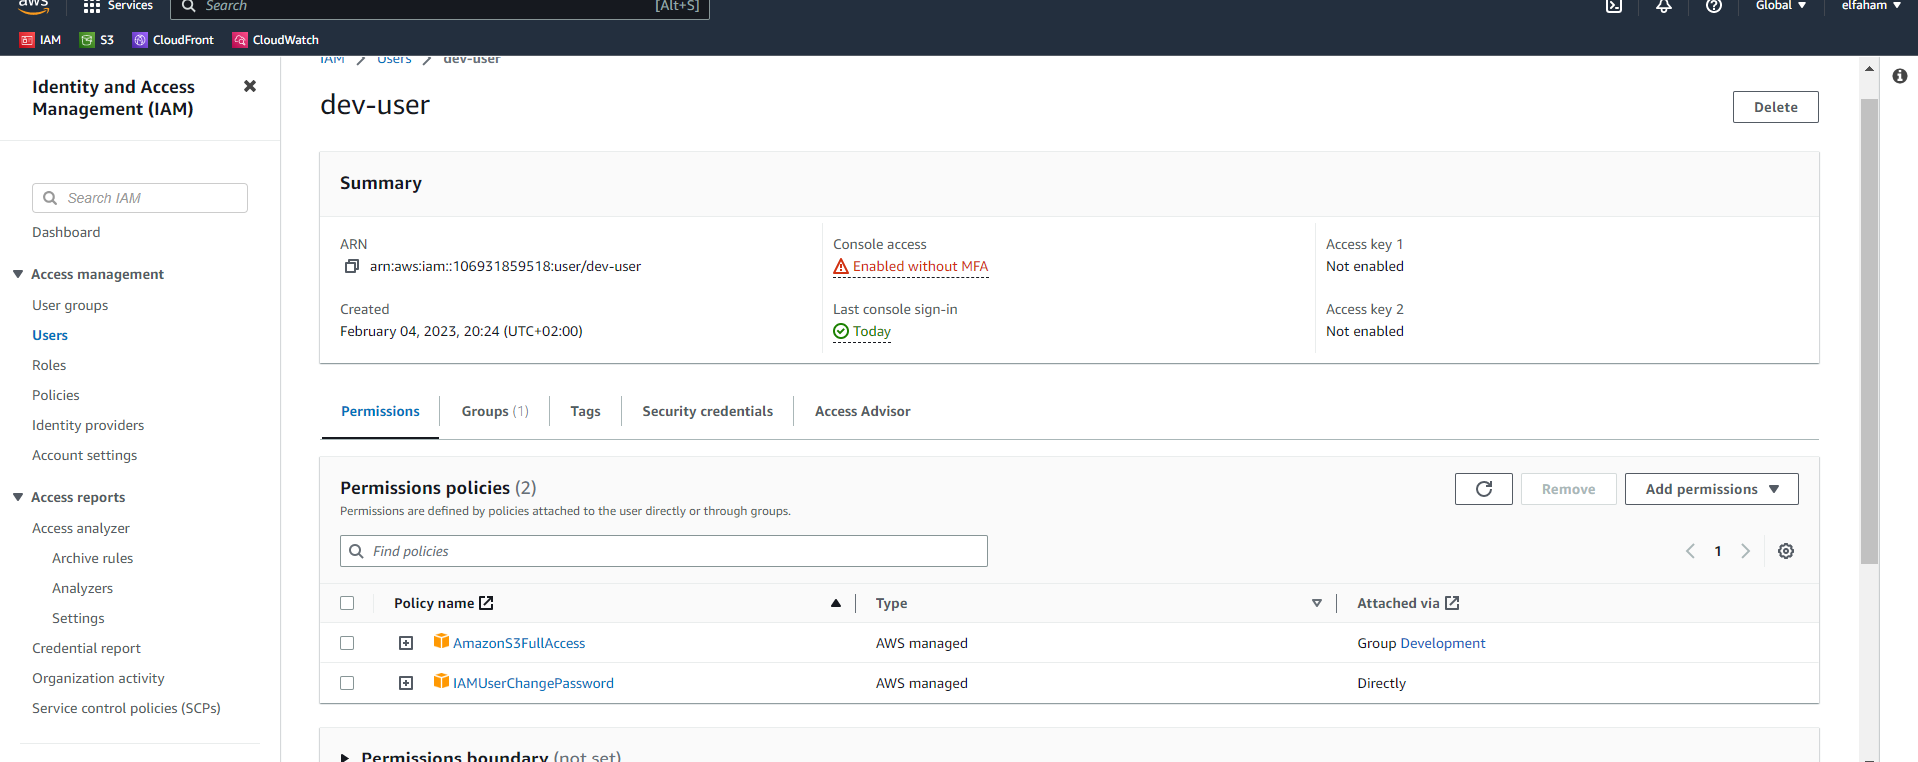 aws
Services
Search
[Alt+S]
Global
elfaham
IAM
S3
CloudFront
CloudWatch
Identity and Access
Management (IAM)
Search IAM
Dashboard
Access management
User groups
Users
Roles
Policies
Identity providers
Account settings
Access reports
Access analyzer
Archive rules
Analyzers
Settings
Credential report
Organization activity
Service control policies (SCPs)
IAM > Users > dev-user
dev-user
Delete
Summary
ARN
arn:aws:iam::106931859518:user/dev-user
Created
February 04, 2023, 20:24 (UTC+02:00)
Console access
Enabled without MFA
Last console sign-in
Today
Access key 1
Not enabled
Access key 2
Not enabled
Permissions
Groups (1)
Tags
Security credentials
Access Advisor
Permissions policies (2)
Permissions are defined by policies attached to the user directly or through groups.
Remove
Add permissions
Find policies
1
Policy name
Type
Attached via
AmazonS3FullAccess
AWS managed
Group Development
IAMUserChangePassword
AWS managed
Directly
Permissions boundary (not set)